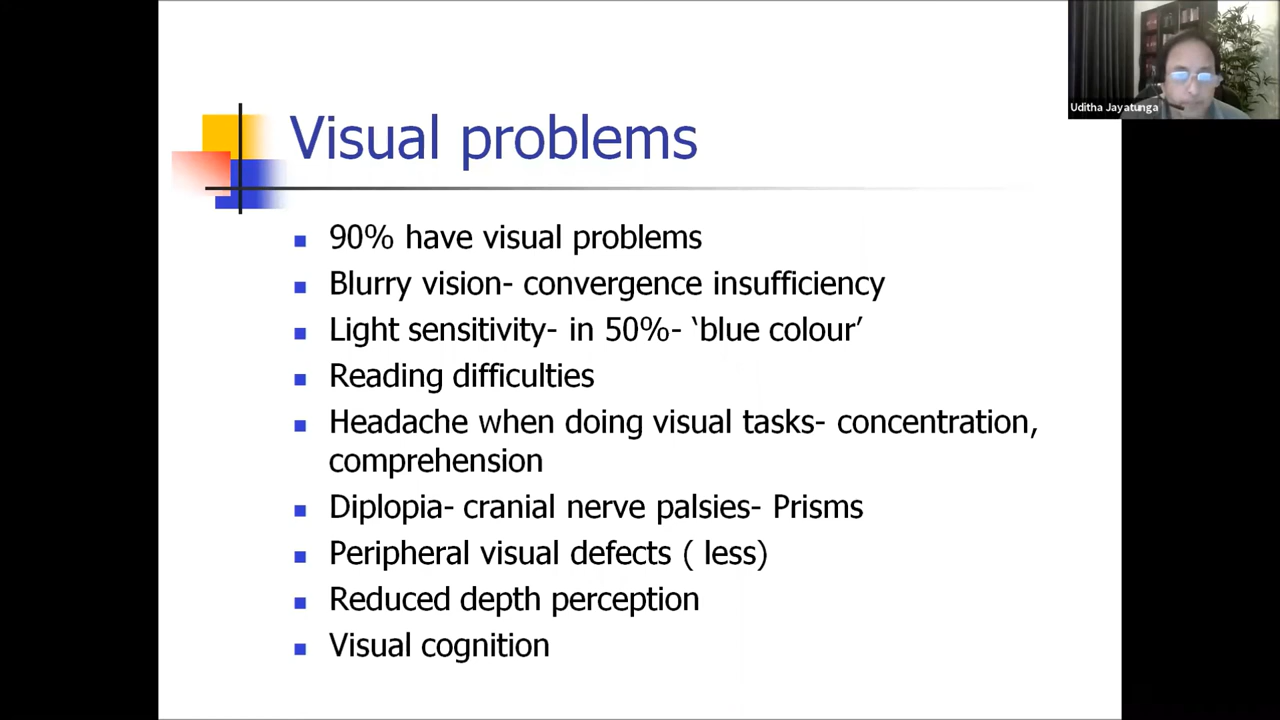 Uditha Jayatunga
Visual problems
90% have visual problems
Blurry vision- convergence insufficiency
Light sensitivity- in 50%- ‘blue colour’
Reading difficulties
Headache when doing visual tasks- concentration,
comprehension
Diplopia- cranial nerve palsies- Prisms
Peripheral visual defects ( less)
Reduced depth perception
Visual cognition